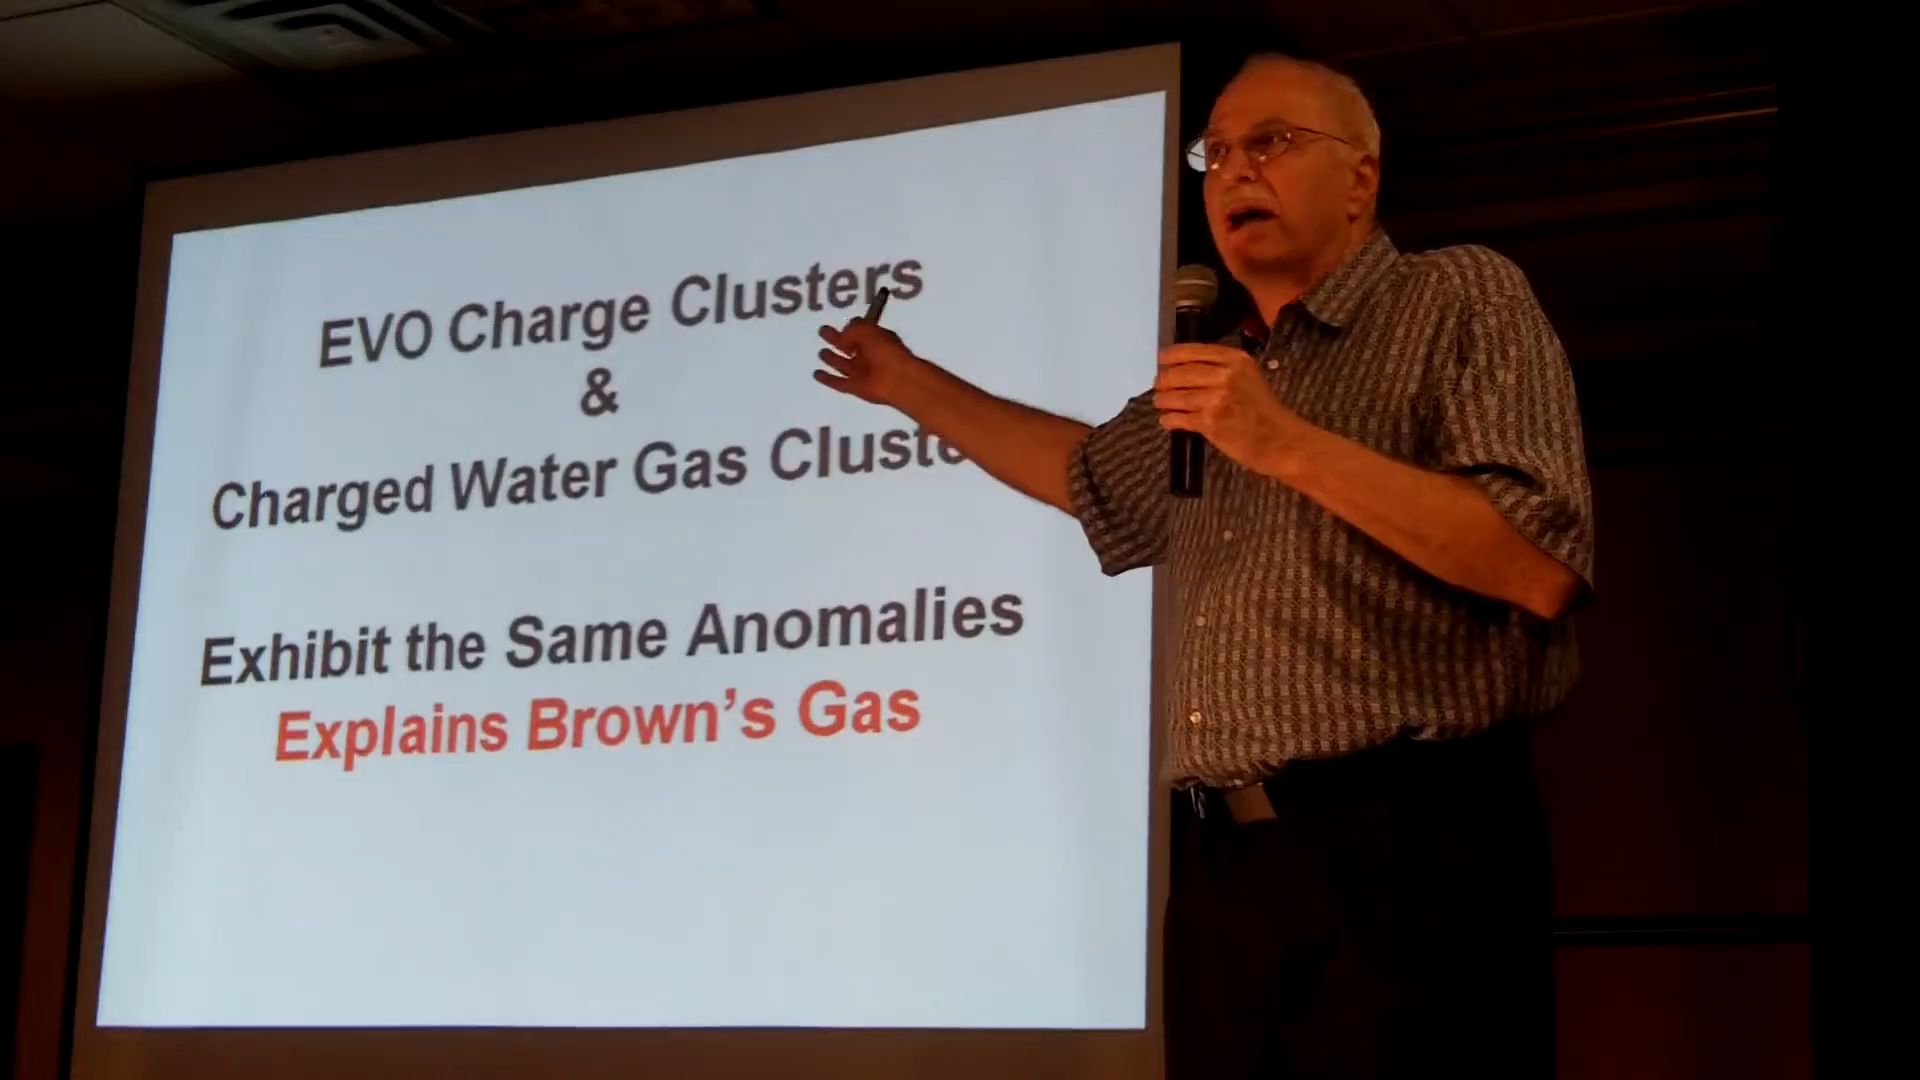 EVO Charge Clusters
&
Charged Water Gas
Exhibit the Same Anomalies
Explains Brown's Gas